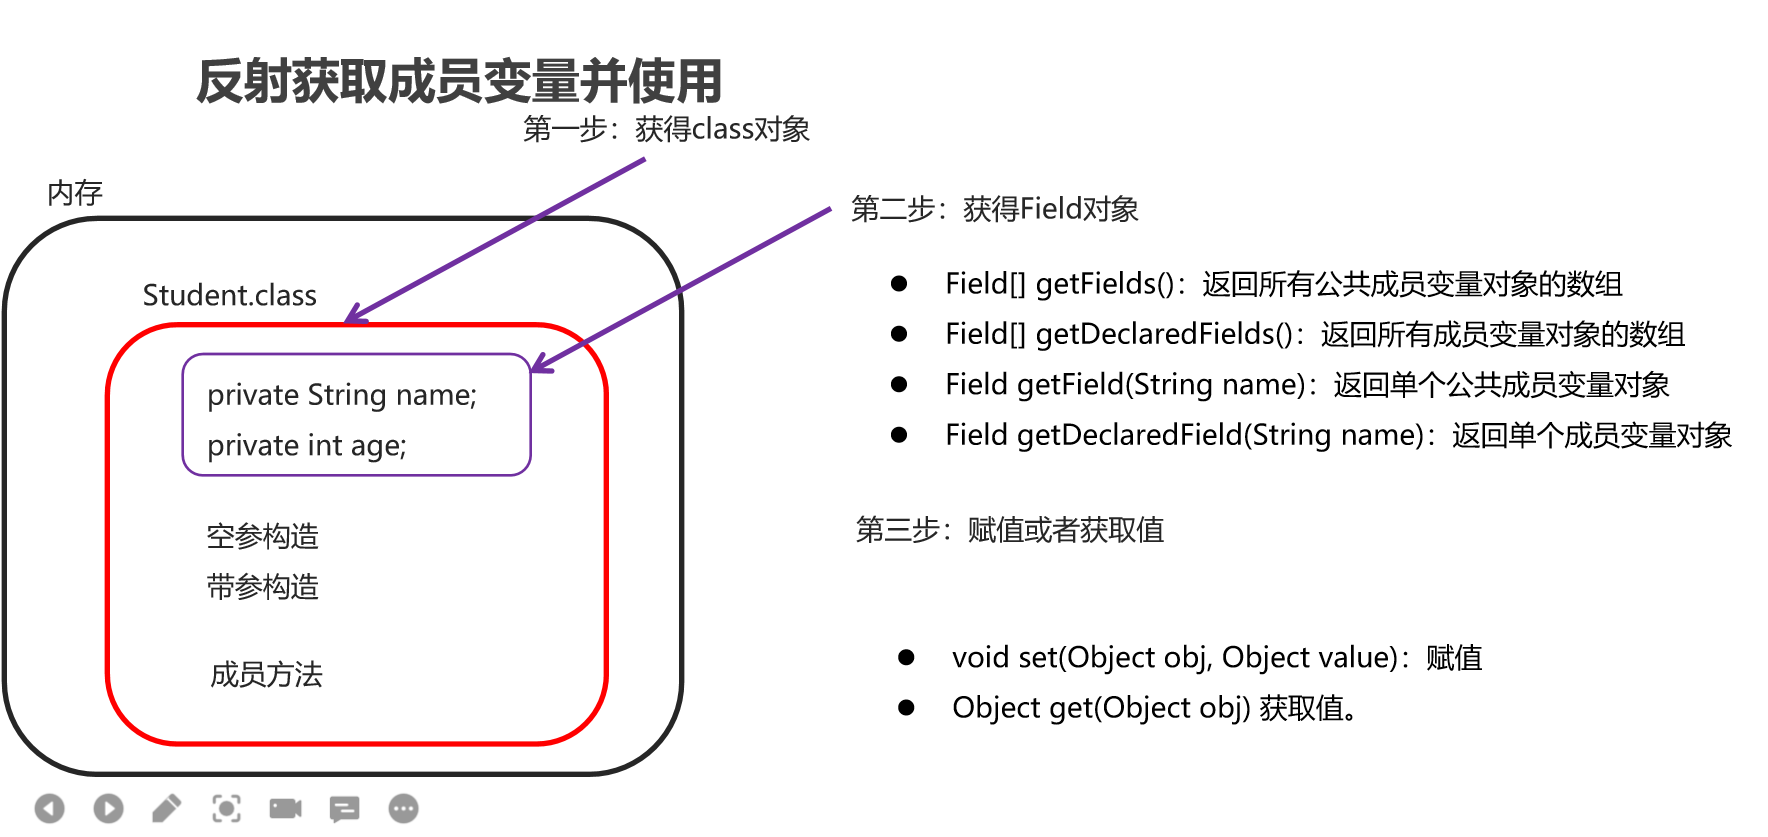 反射获取成员变量并使用
第一步：获得class对象
内存
Student.class
private String name;
private int age;
空参构造
带参构造
成员方法
第二步：获得Field对象
● Field[] getFields()：返回所有公共成员变量对象的数组
● Field[] getDeclaredFields()：返回所有成员变量对象的数组
● Field getField(String name)：返回单个公共成员变量对象
● Field getDeclaredField(String name)：返回单个成员变量对象
第三步：赋值或者获取值
● void set(Object obj, Object value)：赋值
● Object get(Object obj) 获取值。